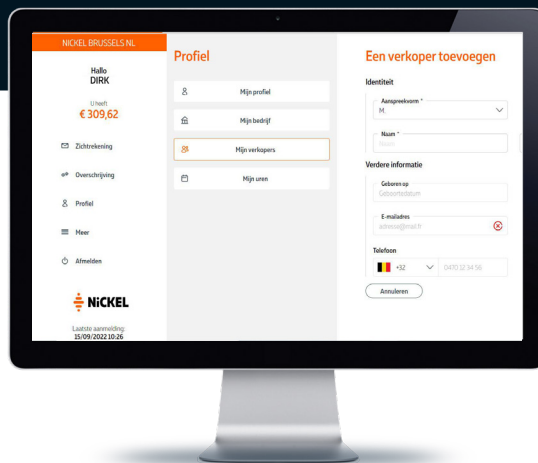 NICKEL BRUSSELS NL
Hallo
DIRK
U heeft
€ 309,62
Zichtrekening
Overschrijving
Profiel
Meer
Afmelden
NiCKEL
Laatste aanmelding:
15/09/2022 10:26
Profiel
Mijn profiel
Mijn bedrijf
Mijn verkopers
Mijn uren
Een verkoper toevoegen
Identiteit
Aanspreekvorm *
M.
Naam *
Naam
Verdere informatie
Geboren op
Geboortedatum
E-mailadres
adresse@mail.fr
Telefoon
+32 0470 12 34 56
Annuleren